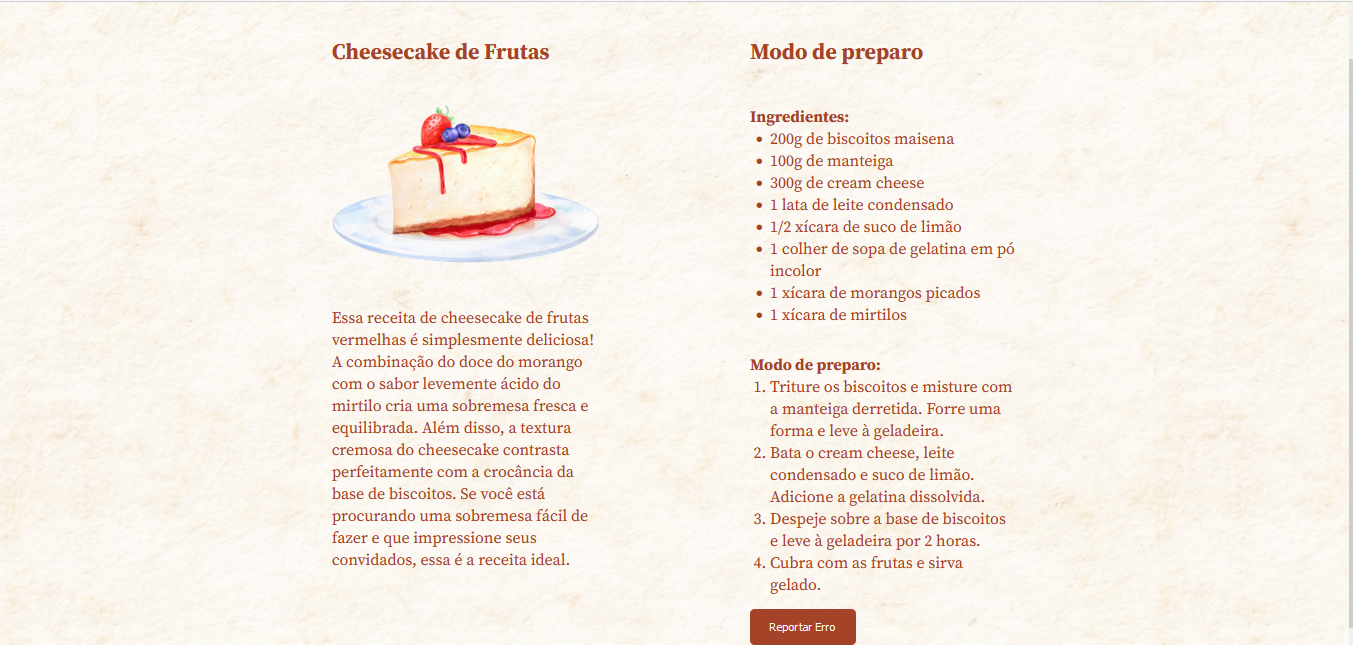 Cheesecake de Frutas
Essa receita de cheesecake de frutas
vermelhas é simplesmente deliciosa!
A combinação do doce do morango
com o sabor levemente ácido do
mirtilo cria uma sobremesa fresca e
equilibrada. Além disso, a textura
cremosa do cheesecake contrasta
perfeitamente com a crocância da
base de biscoitos. Se você está
procurando uma sobremesa fácil de
fazer e que impressione seus
convidados, essa é a receita ideal.
Modo de preparo
Ingredientes:
• 200g de biscoitos maisena
• 100g de manteiga
• 300g de cream cheese
• 1 lata de leite condensado
• 1/2 xícara de suco de limão
• 1 colher de sopa de gelatina em pó
incolor
• 1 xícara de morangos picados
• 1 xícara de mirtilos
Modo de preparo:
1. Triture os biscoitos e misture com
a manteiga derretida. Forre uma
forma e leve à geladeira.
2. Bata o cream cheese, leite
condensado e suco de limão.
Adicione a gelatina dissolvida.
3. Despeje sobre a base de biscoitos
e leve à geladeira por 2 horas.
4. Cubra com as frutas e sirva
gelado.
Reportar Erro